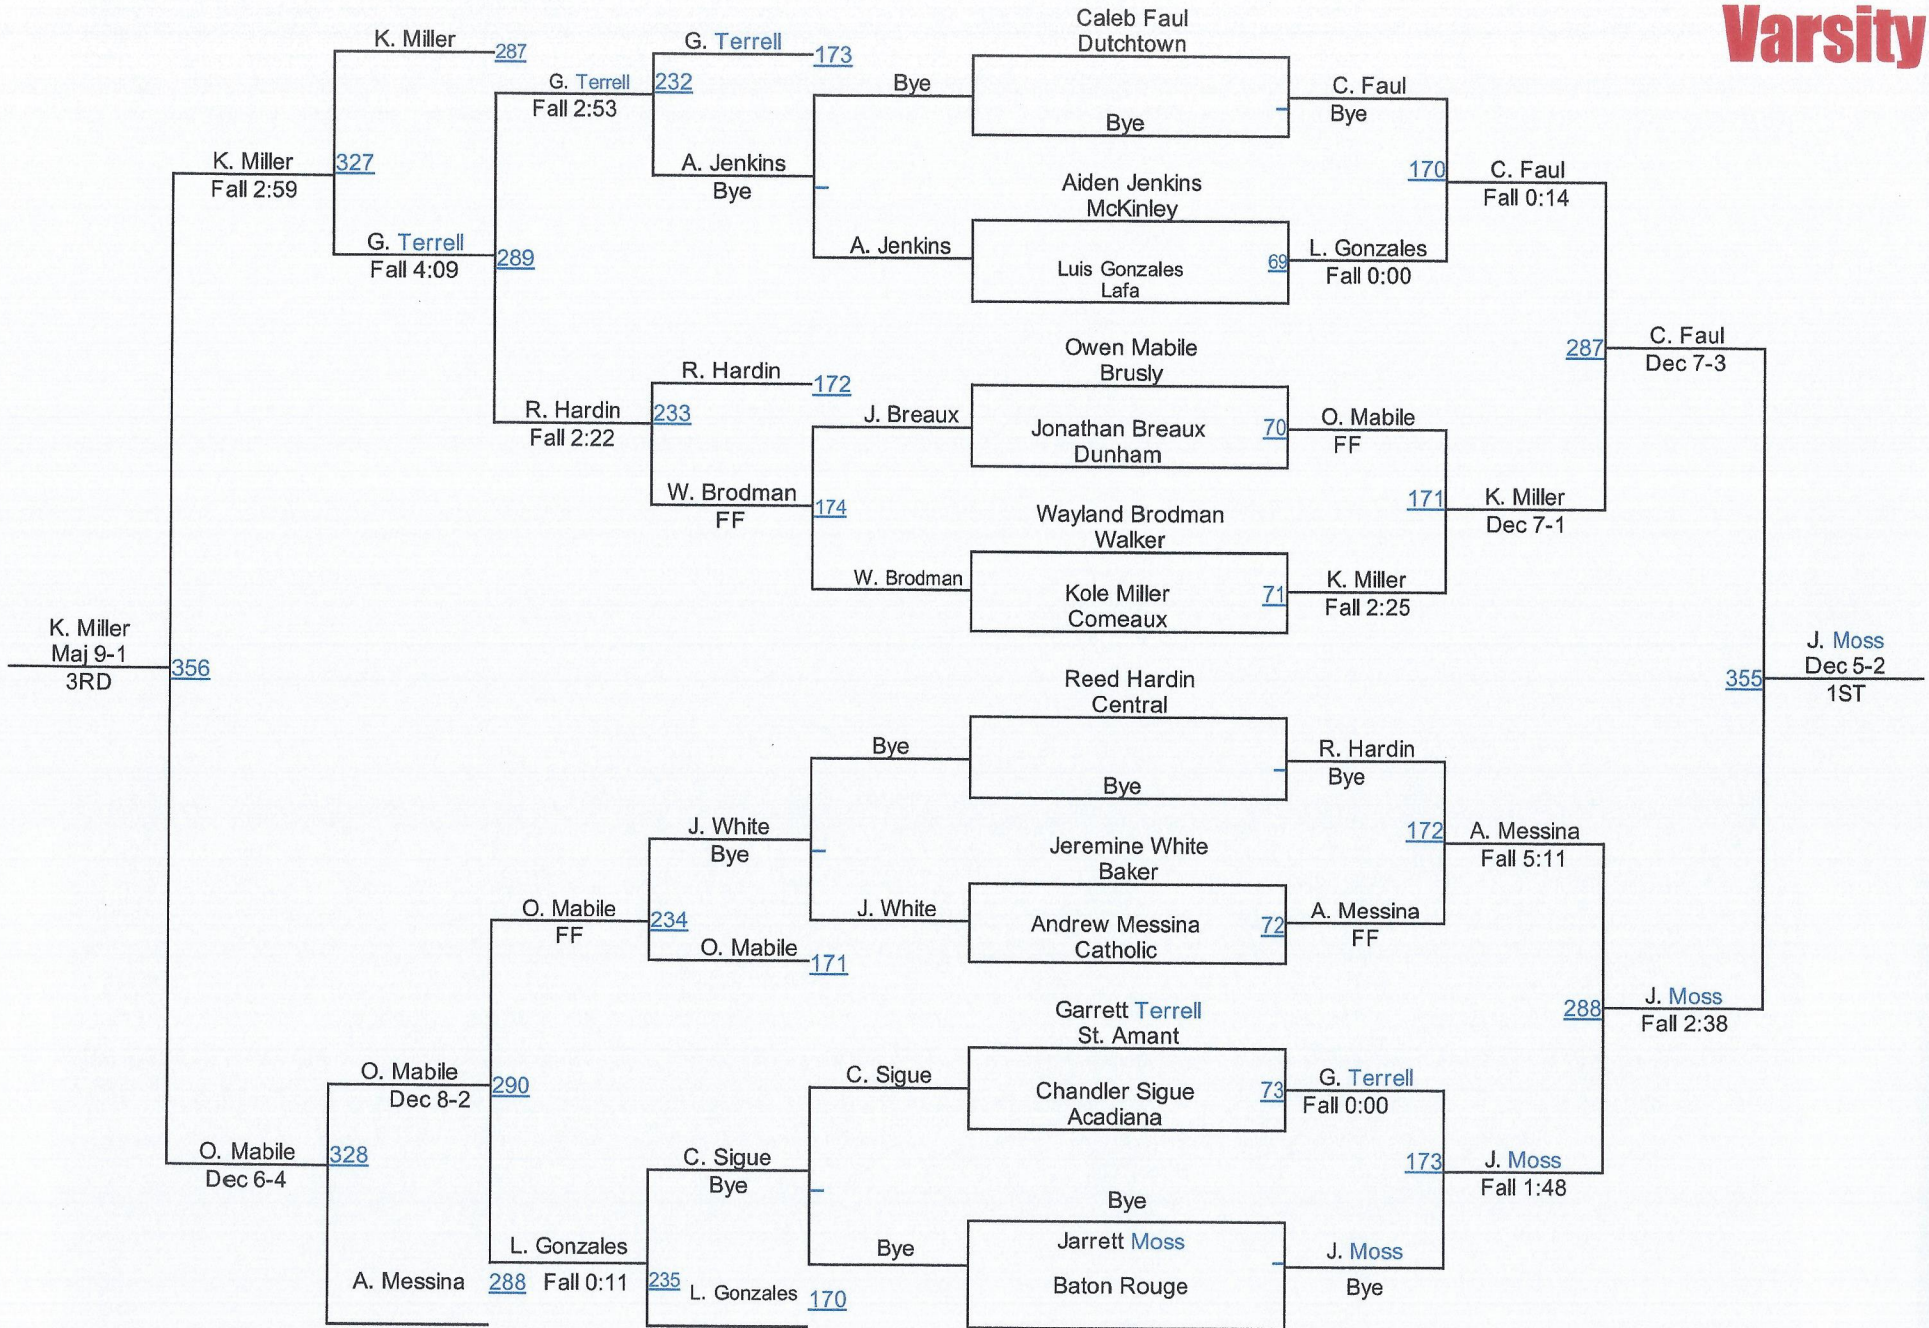 Varsity
K. Miller
287
G. Terrell
Fall 2:53
232
G. Terrell
173
Bye
Caleb Faul
Dutchtown
Bye
C. Faul
Bye
K. Miller
Fall 2:59
327
A. Jenkins
Bye
Aiden Jenkins
McKinley
170
C. Faul
Fall 0:14
G. Terrell
Fall 4:09
289
A. Jenkins
Luis Gonzales
Lafa
69
L. Gonzales
Fall 0:00
Owen Mabile
Brusly
287
C. Faul
Dec 7-3
R. Hardin
172
R. Hardin
Fall 2:22
233
J. Breaux
Jonathan Breaux
Dunham
70
O. Mabile
FF
W. Brodman
FF
174
Wayland Brodman
Walker
171
K. Miller
Dec 7-1
W. Brodman
Kole Miller
Comeaux
71
K. Miller
Fall 2:25
K. Miller
Maj 9-1
3RD
356
Reed Hardin
Central
355
J. Moss
Dec 5-2
1ST
Bye
Bye
R. Hardin
Bye
J. White
Bye
Jeremine White
Baker
172
A. Messina
Fall 5:11
O. Mabile
FF
234
J. White
Andrew Messina
Catholic
72
A. Messina
FF
O. Mabile
171
Garrett Terrell
St. Amant
288
J. Moss
Fall 2:38
O. Mabile
Dec 8-2
290
C. Sigue
Chandler Sigue
Acadiana
73
G. Terrell
Fall 0:00
O. Mabile
Dec 6-4
328
C. Sigue
Bye
Bye
173
J. Moss
Fall 1:48
L. Gonzales
Fall 0:11
235
Bye
Jarrett Moss
Baton Rouge
J. Moss
Bye
A. Messina
288
L. Gonzales
170